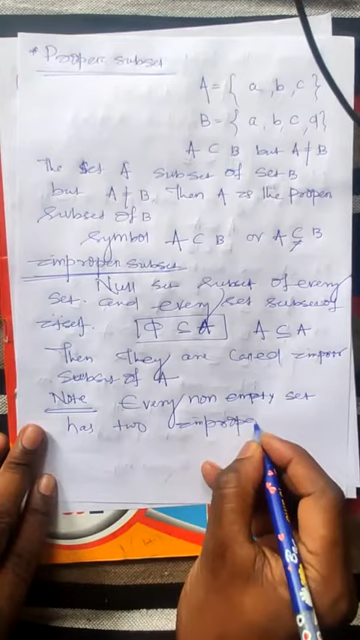 * Proper subset
A = { a, b, c }
B = { a, b, c, d }
A ⊂ B but A ≠ B
The set A subset of set B
but A ≠ B. Then A is the proper
subset of B
Symbol A ⊂ B or A ⊊ B
improper subset
Null set subset of every
set. and every set subset of
itself. ϕ ⊆ A A ⊆ A
Then They are called
subset of A
Note Every non empty set
has two imprope